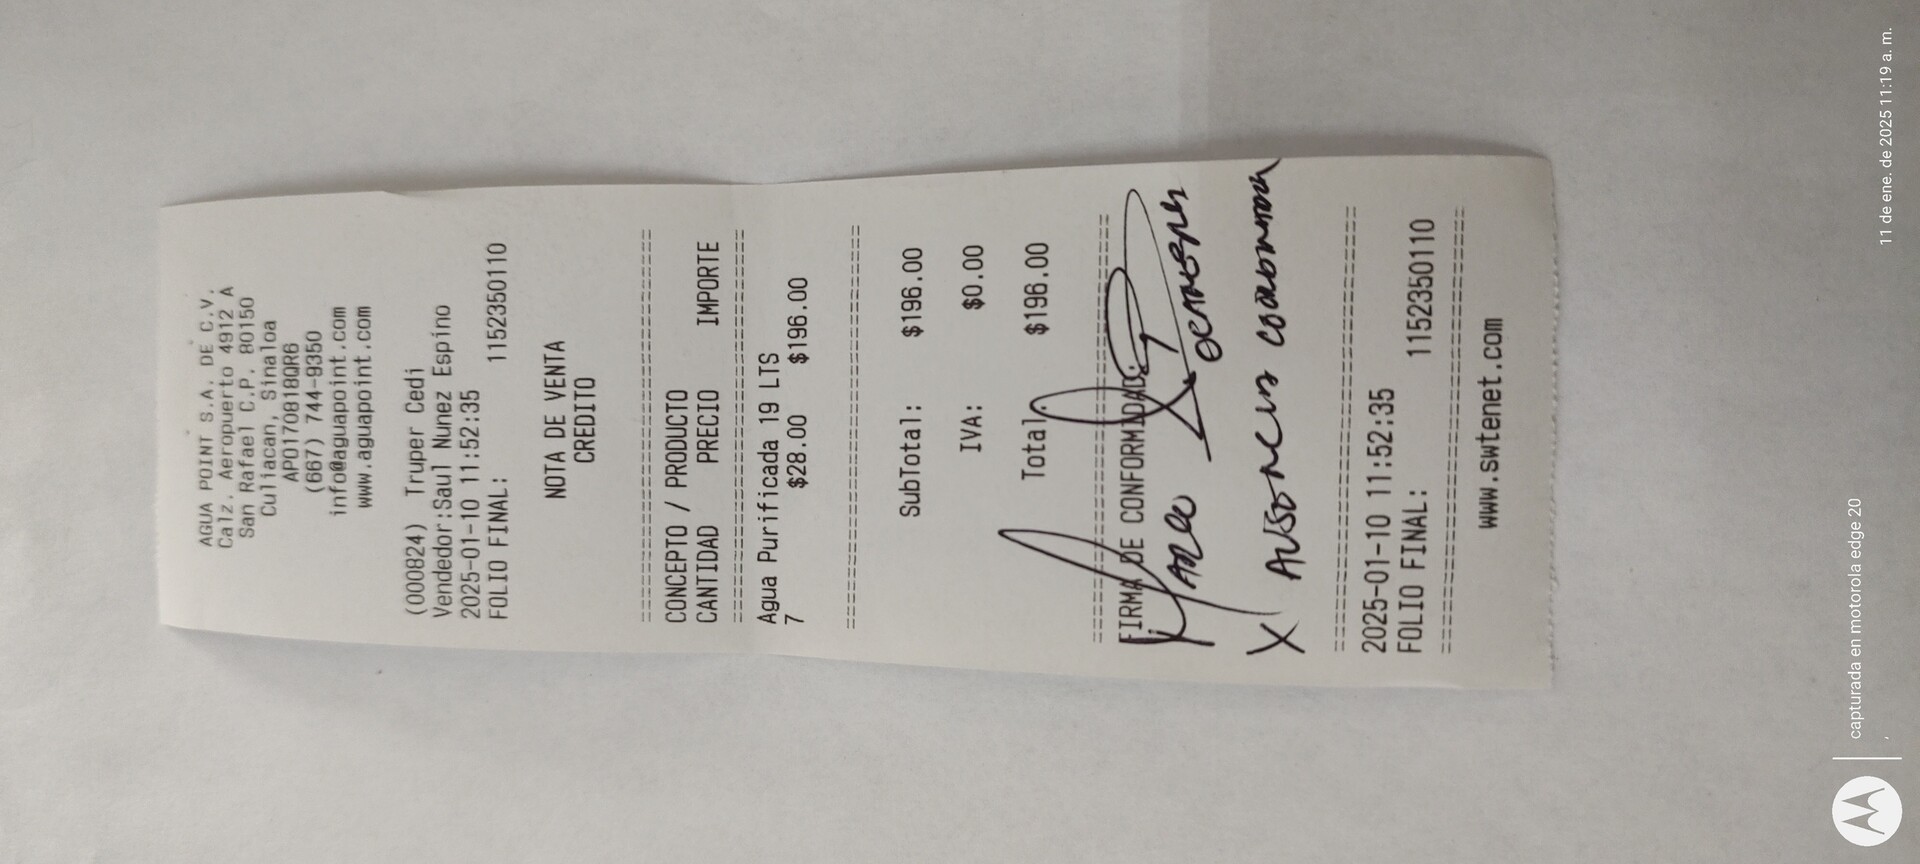 AGUA POINT S.A. DE C.V.
Calz. Aeropuerto 4912 A
San Rafael C.P. 80150
Culiacan, Sinaloa
APO170818QR6
(667) 744-9350
info@aguapoint.com
www.aguapoint.com
(000824) Truper Cedi
Vendedor:Saul Nunez Espino
2025-01-10 11:52:35
FOLIO FINAL: 1152350110
NOTA DE VENTA
CREDITO
CONCEPTO / PRODUCTO
CANTIDAD PRECIO IMPORTE
Agua Purificada 19 LTS
7 $28.00 $196.00
SubTotal: $196.00
IVA: $0.00
Total: $196.00
FIRMA DE CONFORMIDAD:
X
2025-01-10 11:52:35
FOLIO FINAL: 1152350110
www.swtenet.com
capturada en motorola edge 20
11 de ene. de 2025 11:19 a. m.